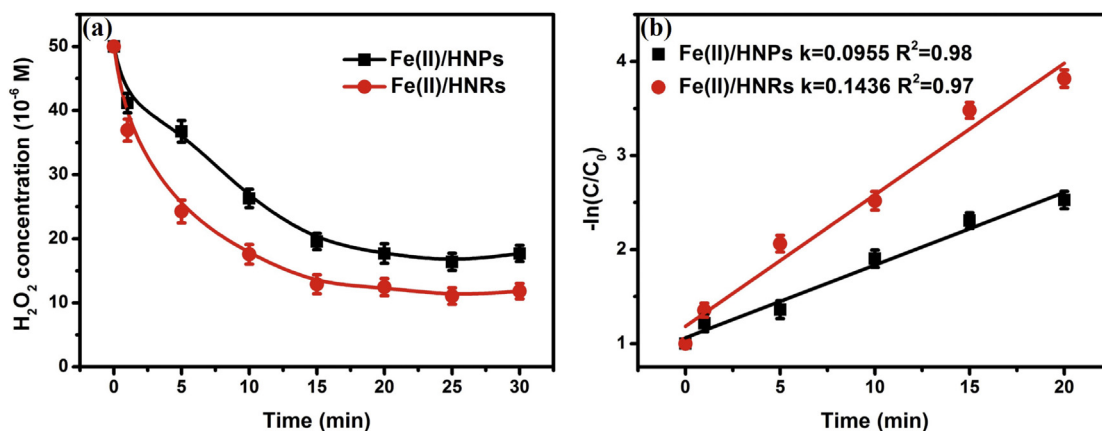 (a)
Fe(II)/HNPs
Fe(II)/HNRs
H₂O₂ concentration (10⁻⁶ M)
50
40
30
20
10
0
0 5 10 15 20 25 30
Time (min)
(b)
Fe(II)/HNPs k=0.0955 R²=0.98
Fe(II)/HNRs k=0.1436 R²=0.97
-ln(C/C₀)
4
3
2
1
0 5 10 15 20
Time (min)